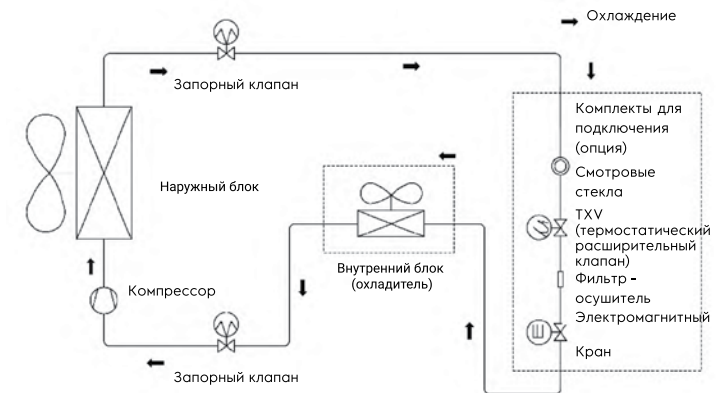 Охлаждение
Запорный клапан
Комплекты для
подключения
(опция)
Наружный блок
Смотровые
стекла
TXV
(термостатический
расширительный
клапан)
Внутренний блок
(охладитель)
Фильтр -
осушитель
Компрессор
Электромагнитный
Кран
Запорный клапан